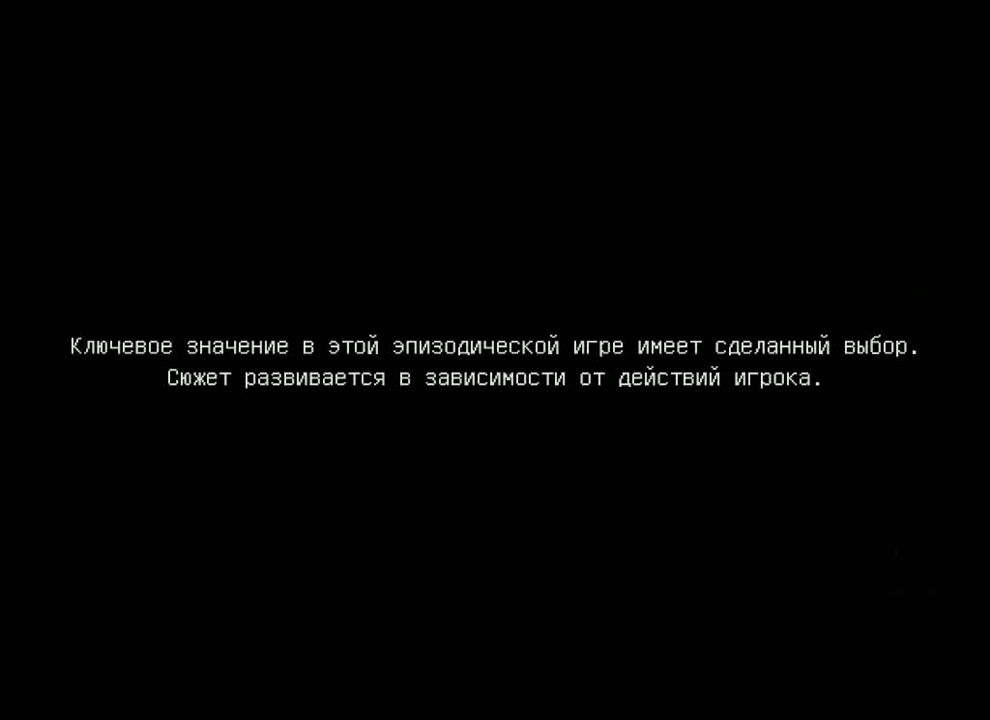 Ключевое значение в этой эпизодической игре имеет сделанный выбор.
Сюжет развивается в зависимости от действий игрока.